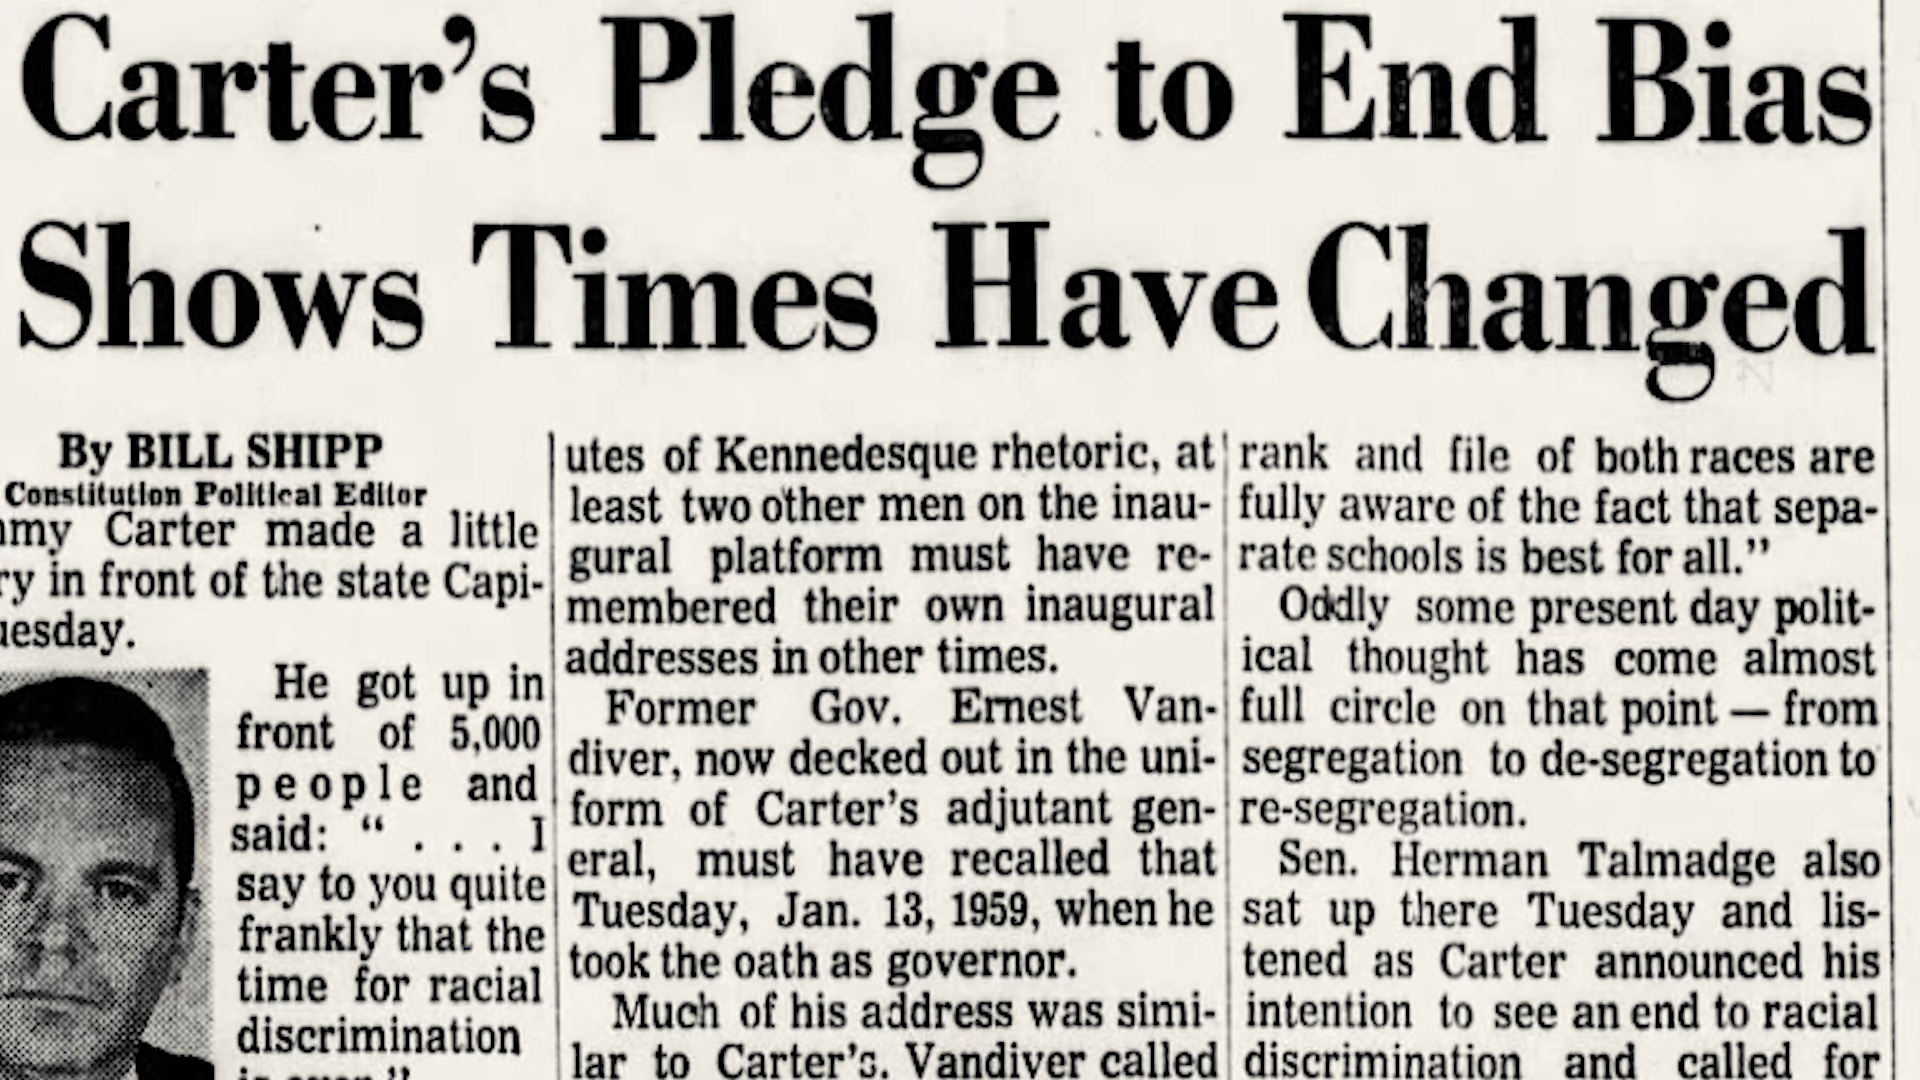 Carter's Pledge to End Bias
Shows Times Have Changed
By BILL SHIPP
Constitution Political Editor
mmy Carter made a little
ry in front of the state Capi-
uesday.
He got up in
front of 5,000
people and
said: “ . . . I
say to you quite
frankly that the
time for racial
discrimination
is over.”
utes of Kennedesque rhetoric, at
least two other men on the inau-
gural platform must have re-
membered their own inaugural
addresses in other times.
Former Gov. Ernest Van-
diver, now decked out in the uni-
form of Carter's adjutant gen-
eral, must have recalled that
Tuesday, Jan. 13, 1959, when he
took the oath as governor.
Much of his address was simi-
lar to Carter's. Vandiver called
rank and file of both races are
fully aware of the fact that sepa-
rate schools is best for all.”
Oddly some present day polit-
ical thought has come almost
full circle on that point — from
segregation to de-segregation to
re-segregation.
Sen. Herman Talmadge also
sat up there Tuesday and lis-
tened as Carter announced his
intention to see an end to racial
discrimination and called for